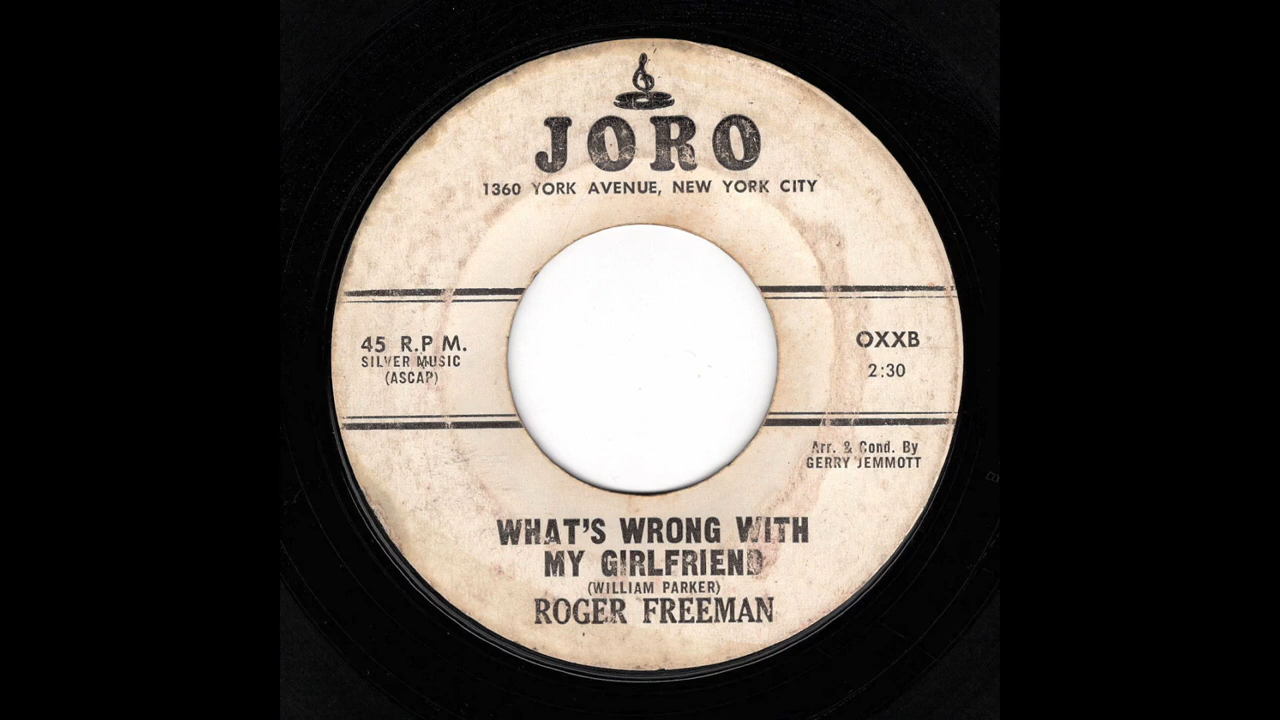 JORO
1360 YORK AVENUE, NEW YORK CITY
45 R.P.M.
SILVER MUSIC
(ASCAP)
OXXB
2:30
Arr. & Cond. By
GERRY JEMMOTT
WHAT'S WRONG WITH
MY GIRLFRIEND
(WILLIAM PARKER)
ROGER FREEMAN